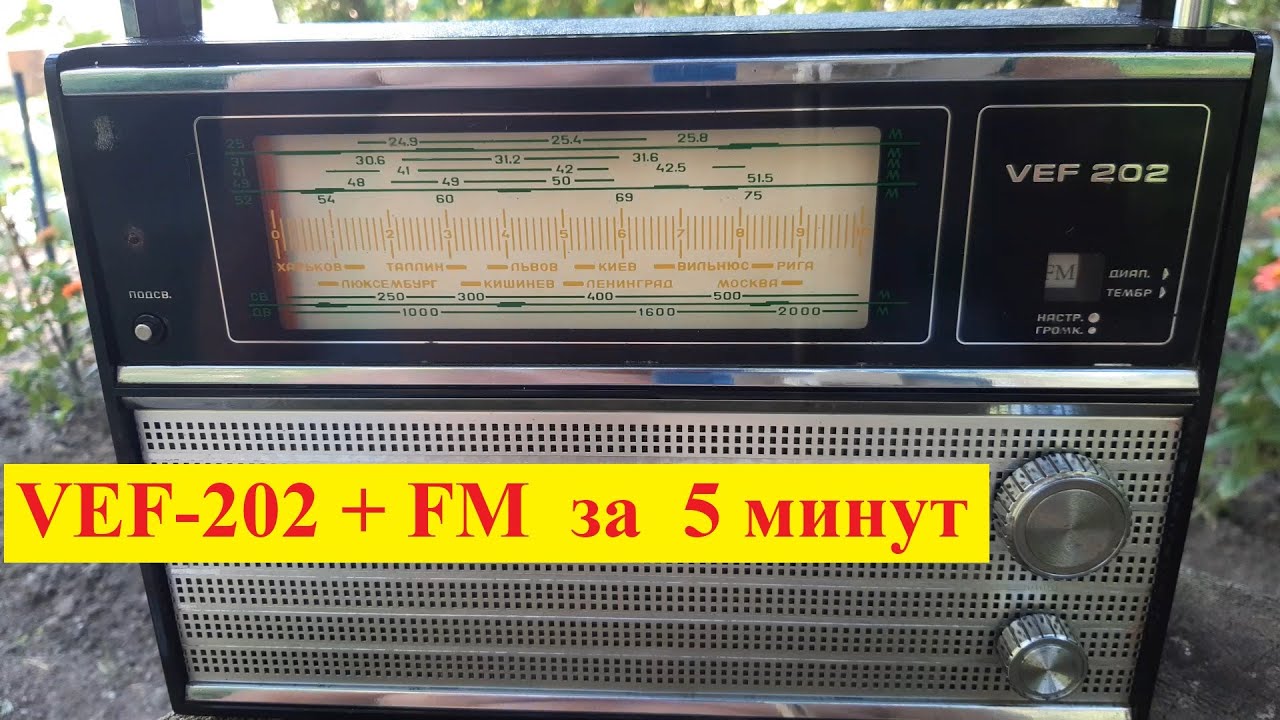 25 24.9 25.4 25.8 М
31 30.6 31.2 31.6 М
41 41 42 42.5 М
49 48 49 50 51.5 М
52 54 60 69 75 М
0 1 2 3 4 5 6 7 8 9 10
ХАРЬКОВ ТАЛЛИН ЛЬВОВ КИЕВ ВИЛЬНЮС РИГА
ЛЮКСЕМБУРГ КИШИНЕВ ЛЕНИНГРАД МОСКВА
СВ 250 300 400 500 М
ДВ 1000 1600 2000 М
ПОДСВ.
VEF 202
FM
ДИАП.
ТЕМБР
НАСТР.
ГРОМК.
VEF-202 + FM за 5 минут